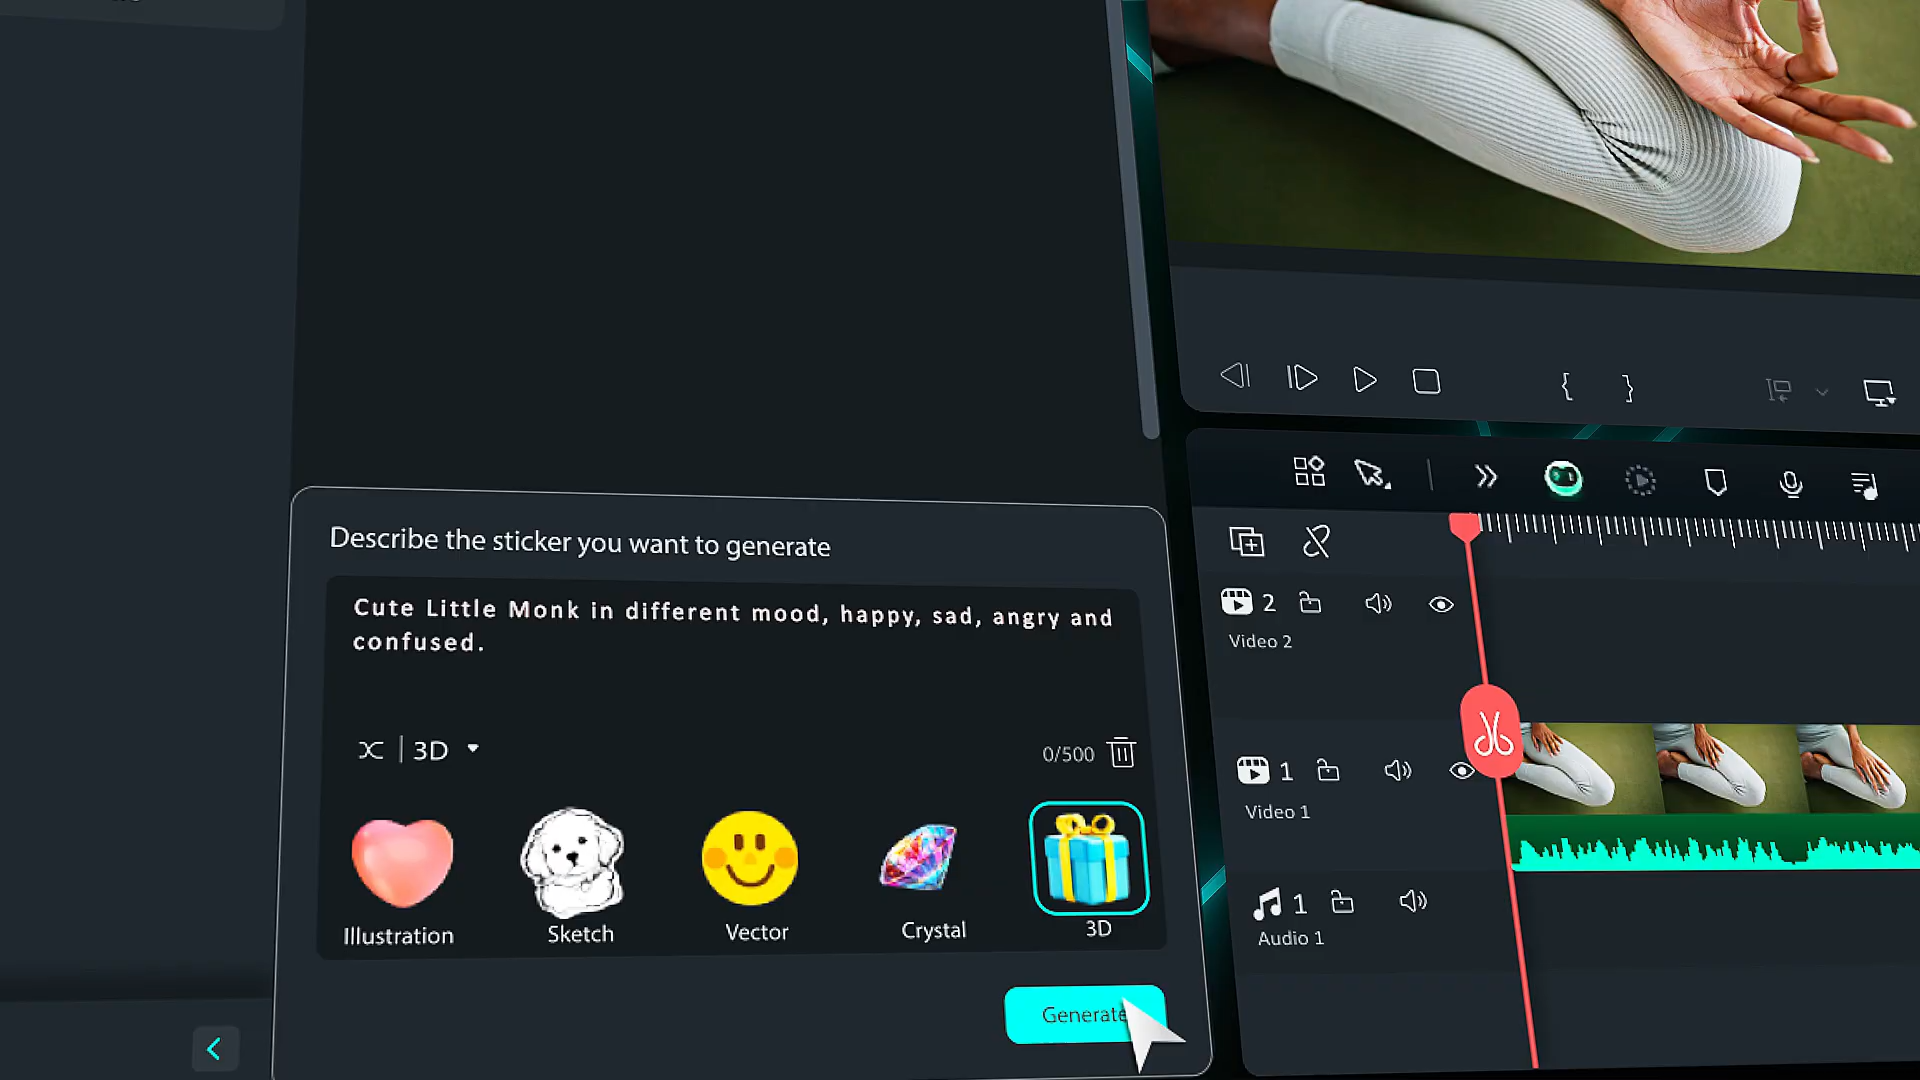 Describe the sticker you want to generate
Cute Little Monk in different mood, happy, sad, angry and
confused.
3D
0/500
Illustration
Sketch
Vector
Crystal
3D
Generate
2
Video 2
1
Video 1
1
Audio 1